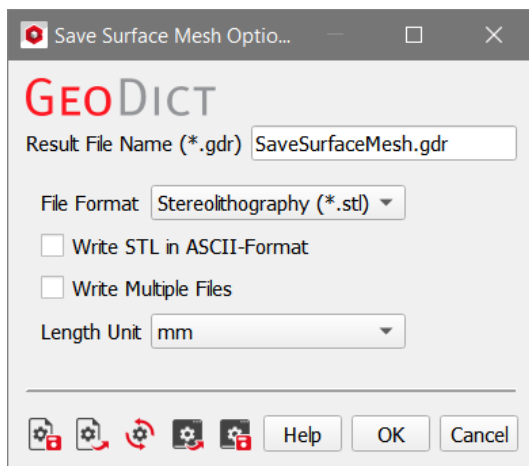 Save Surface Mesh Optio...
GEODICT
Result File Name (*.gdr) SaveSurfaceMesh.gdr
File Format Stereolithography (*.stl)
Write STL in ASCII-Format
Write Multiple Files
Length Unit mm
Help OK Cancel